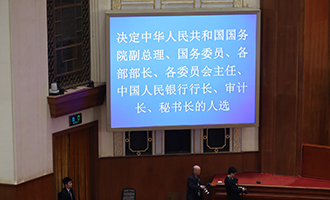 决定中华人民共和国国务
院副总理、国务委员、各
部部长、各委员会主任、
中国人民银行行长、审计
长、秘书长的人选